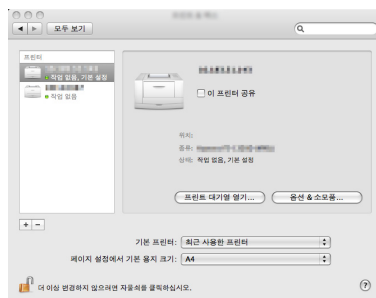 모두 보기
프린터
작업 없음, 기본 설정
작업 없음
이 프린터 공유
위치:
종류:
상태: 작업 없음, 기본 설정
프린트 대기열 열기...
옵션 & 소모품...
+ −
기본 프린터: 최근 사용한 프린터
페이지 설정에서 기본 용지 크기: A4
더 이상 변경하지 않으려면 자물쇠를 클릭하십시오.
?